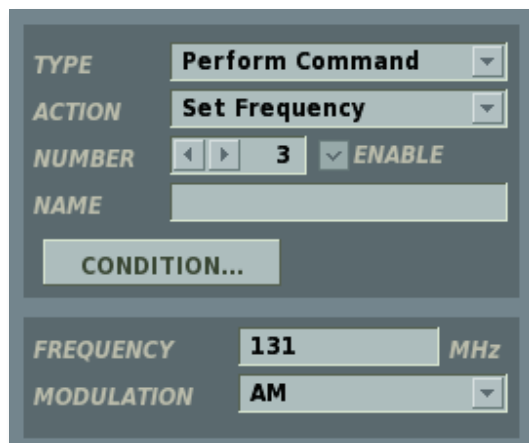 TYPE Perform Command
ACTION Set Frequency
NUMBER 3 ENABLE
NAME
CONDITION...
FREQUENCY 131 MHz
MODULATION AM